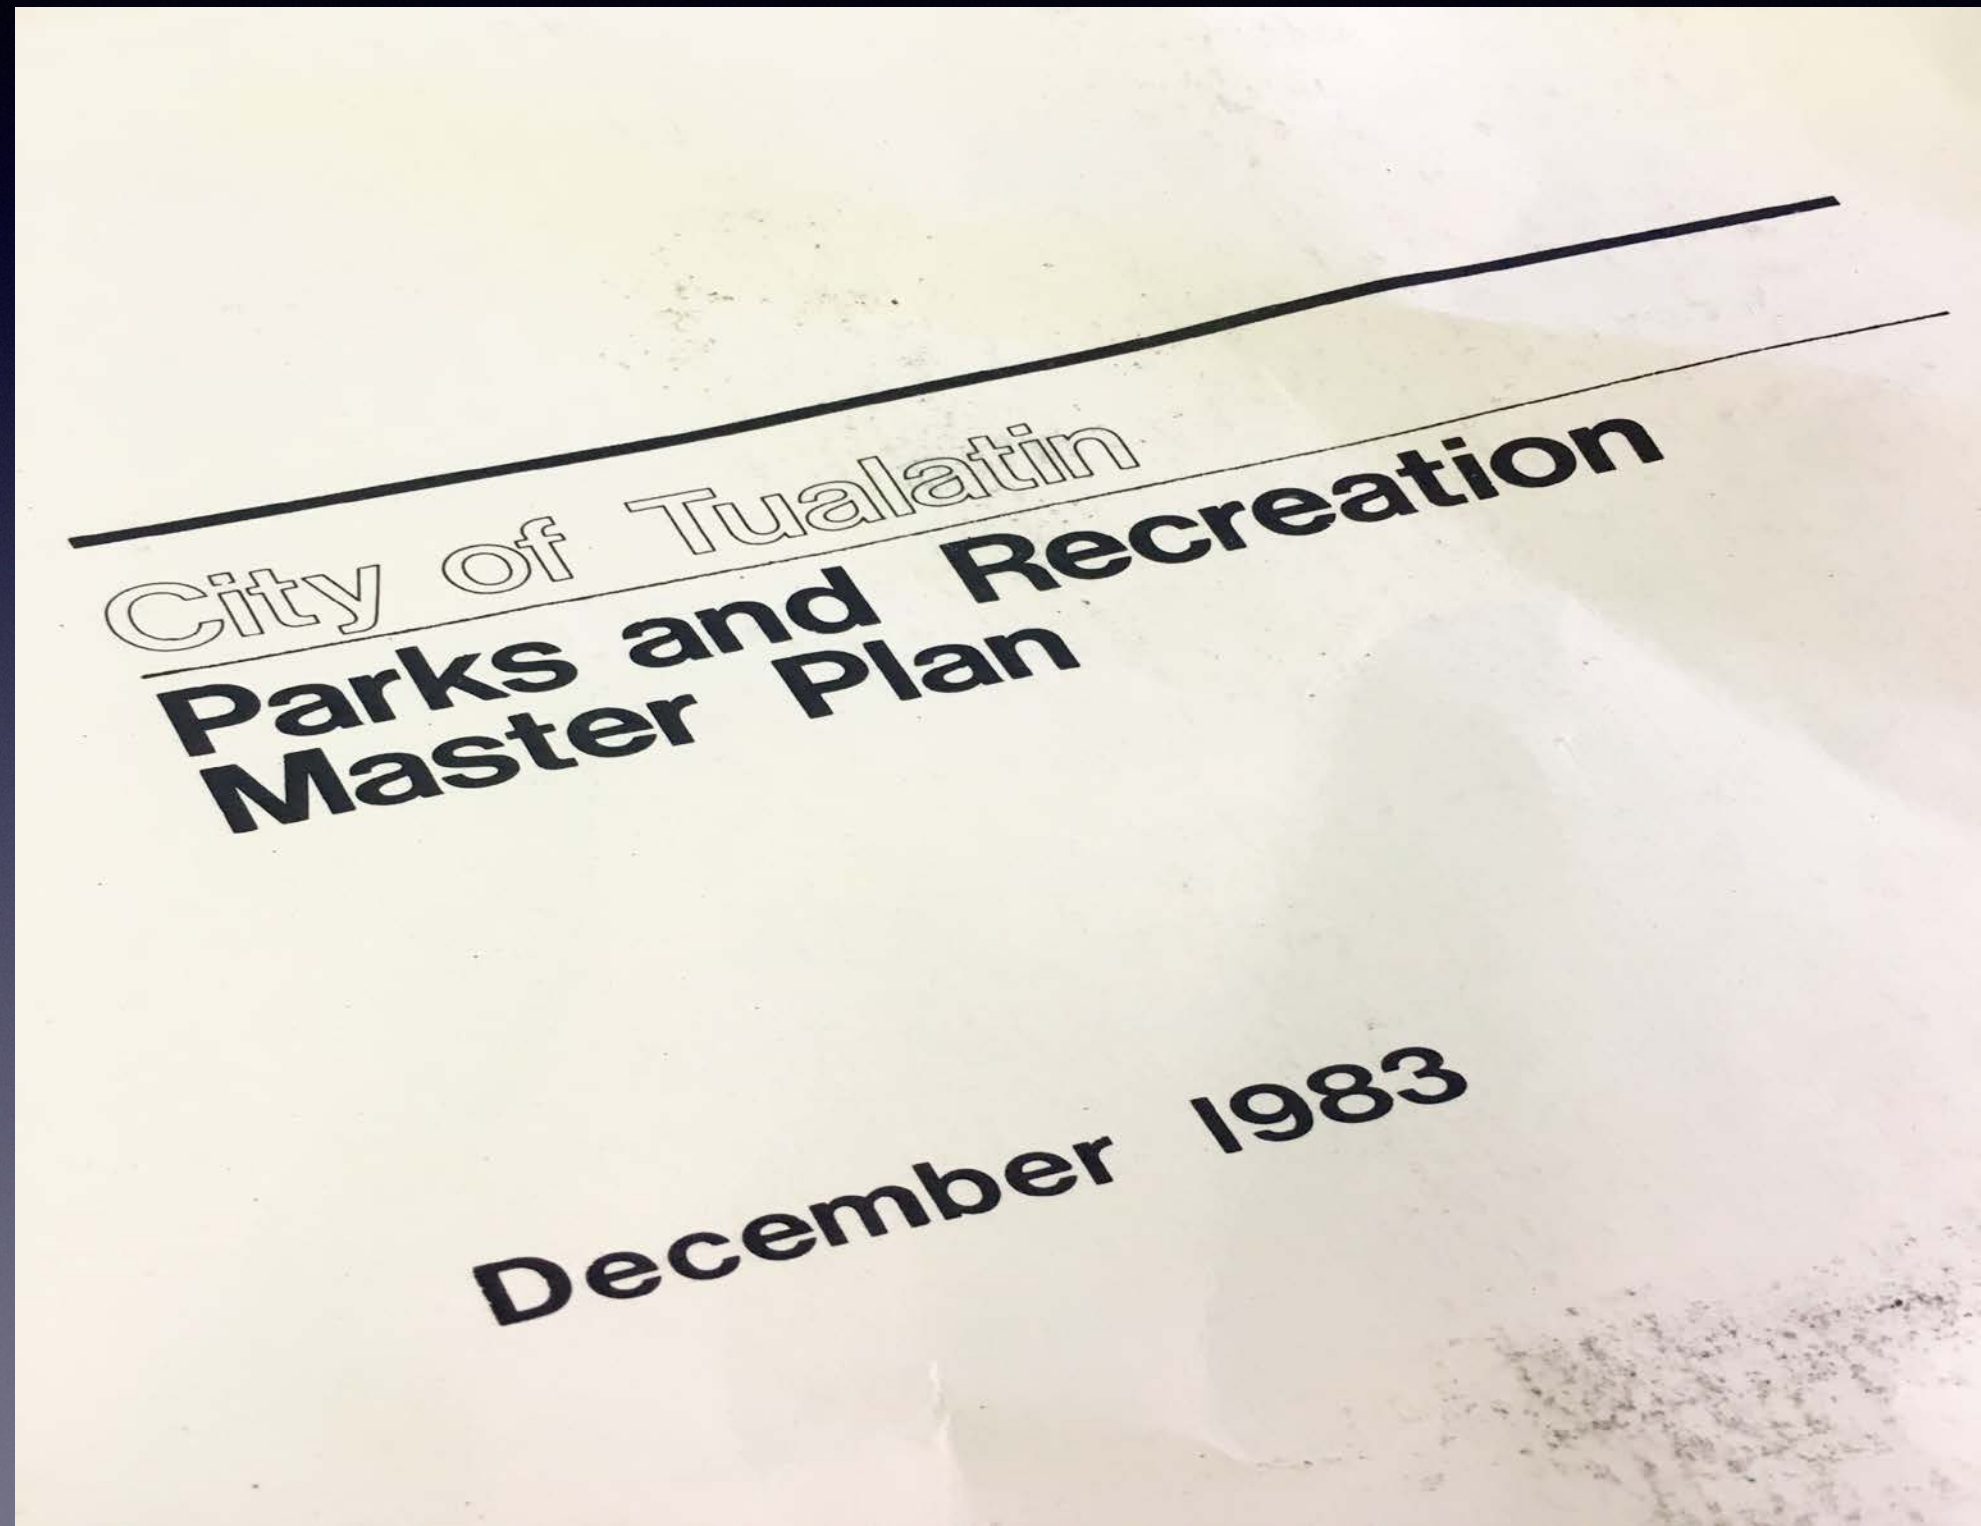 City of Tualatin
Parks and Recreation
Master Plan
December 1983